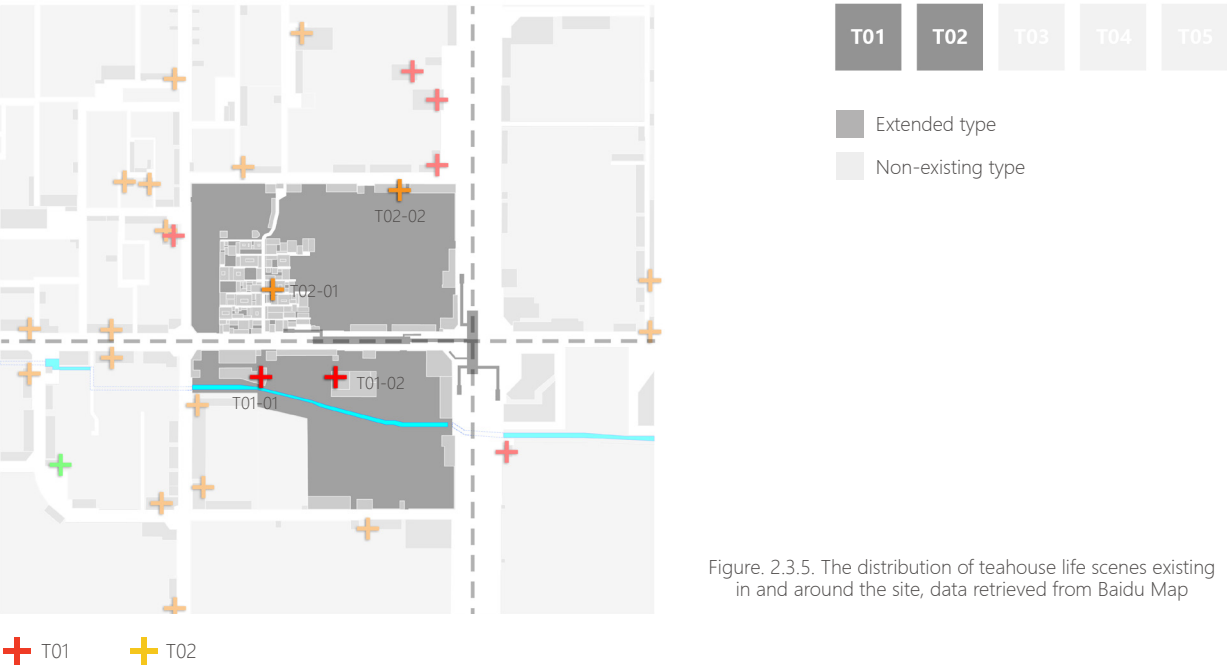 T01 T02 T03 T04 T05
Extended type
Non-existing type
T02-02
T02-01
T01-02
T01-01
Figure. 2.3.5. The distribution of teahouse life scenes existing
in and around the site, data retrieved from Baidu Map
T01 T02